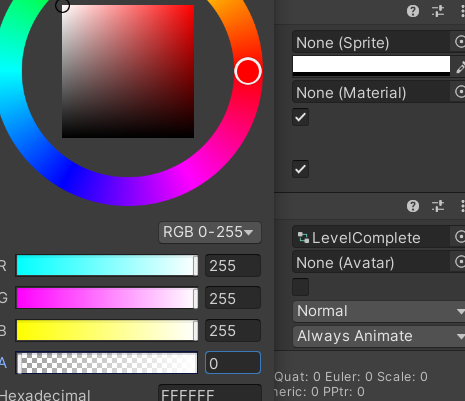 None (Sprite)
None (Material)
RGB 0-255
R 255
G 255
B 255
A 0
Hexadecimal FFFFFF
LevelComplete
None (Avatar)
Normal
Always Animate
Quat: 0 Euler: 0 Scale: 0
neric: 0 PPtr: 0